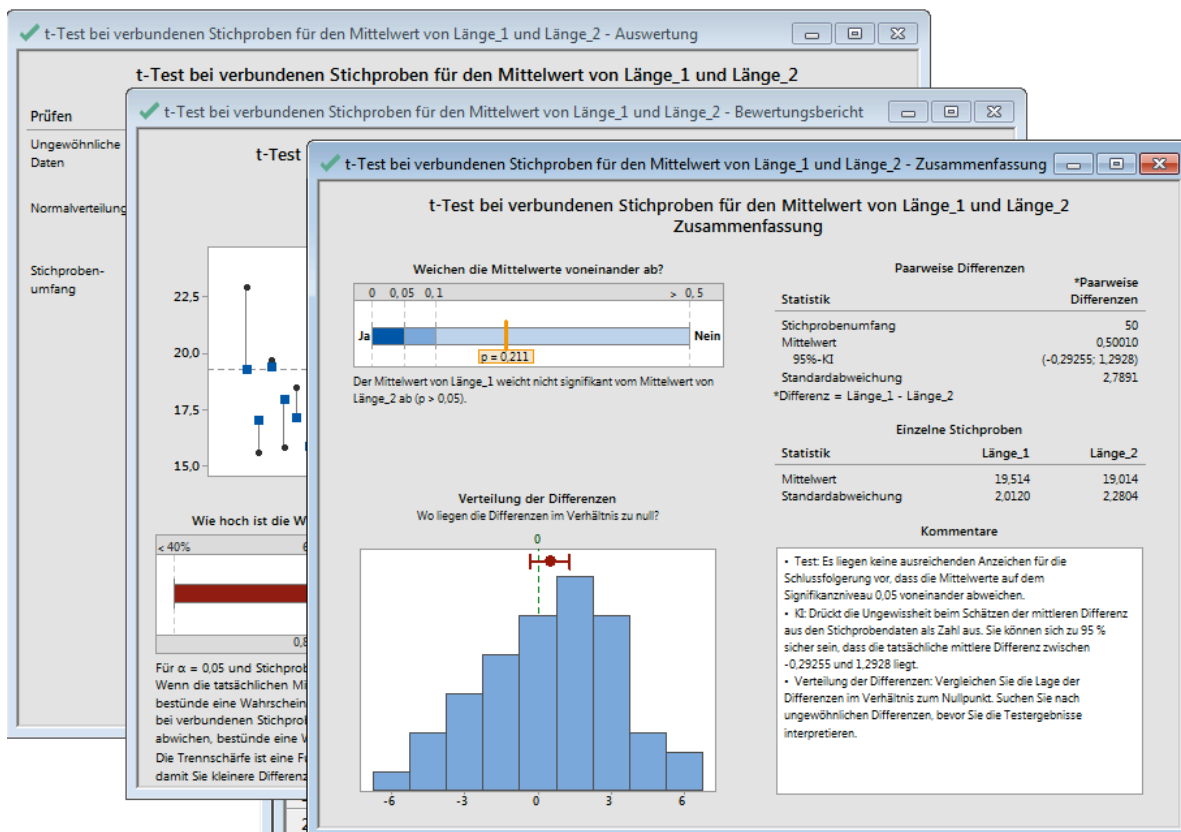 t-Test bei verbundenen Stichproben für den Mittelwert von Länge_1 und Länge_2 - Auswertung
t-Test bei verbundenen Stichproben für den Mittelwert von Länge_1 und Länge_2
Prüfen
Ungewöhnliche
Daten
Normalverteilung
Stichproben-
umfang
t-Test bei verbundenen Stichproben für den Mittelwert von Länge_1 und Länge_2 - Bewertungsbericht
t-Test
22,5
20,0
17,5
15,0
Wie hoch ist die W
< 40%
6
0,8
Für α = 0,05 und Stichprob
Wenn die tatsächlichen Mi
bestünde eine Wahrschein
bei verbundenen Stichprob
abwichen, bestünde eine W
Die Trennschärfe ist eine Fu
damit Sie kleinere Differenz
2
t-Test bei verbundenen Stichproben für den Mittelwert von Länge_1 und Länge_2 - Zusammenfassung
t-Test bei verbundenen Stichproben für den Mittelwert von Länge_1 und Länge_2
Zusammenfassung
Weichen die Mittelwerte voneinander ab?
0 0,05 0,1 > 0,5
Ja Nein
p = 0,211
Der Mittelwert von Länge_1 weicht nicht signifikant vom Mittelwert von
Länge_2 ab (p > 0,05).
Verteilung der Differenzen
Wo liegen die Differenzen im Verhältnis zu null?
0
-6 -3 0 3 6
Paarweise Differenzen
*Paarweise
Statistik Differenzen
Stichprobenumfang 50
Mittelwert 0,50010
95%-KI (-0,29255; 1,2928)
Standardabweichung 2,7891
*Differenz = Länge_1 - Länge_2
Einzelne Stichproben
Statistik Länge_1 Länge_2
Mittelwert 19,514 19,014
Standardabweichung 2,0120 2,2804
Kommentare
• Test: Es liegen keine ausreichenden Anzeichen für die
Schlussfolgerung vor, dass die Mittelwerte auf dem
Signifikanzniveau 0,05 voneinander abweichen.
• KI: Drückt die Ungewissheit beim Schätzen der mittleren Differenz
aus den Stichprobendaten als Zahl aus. Sie können sich zu 95 %
sicher sein, dass die tatsächliche mittlere Differenz zwischen
-0,29255 und 1,2928 liegt.
• Verteilung der Differenzen: Vergleichen Sie die Lage der
Differenzen im Verhältnis zum Nullpunkt. Suchen Sie nach
ungewöhnlichen Differenzen, bevor Sie die Testergebnisse
interpretieren.